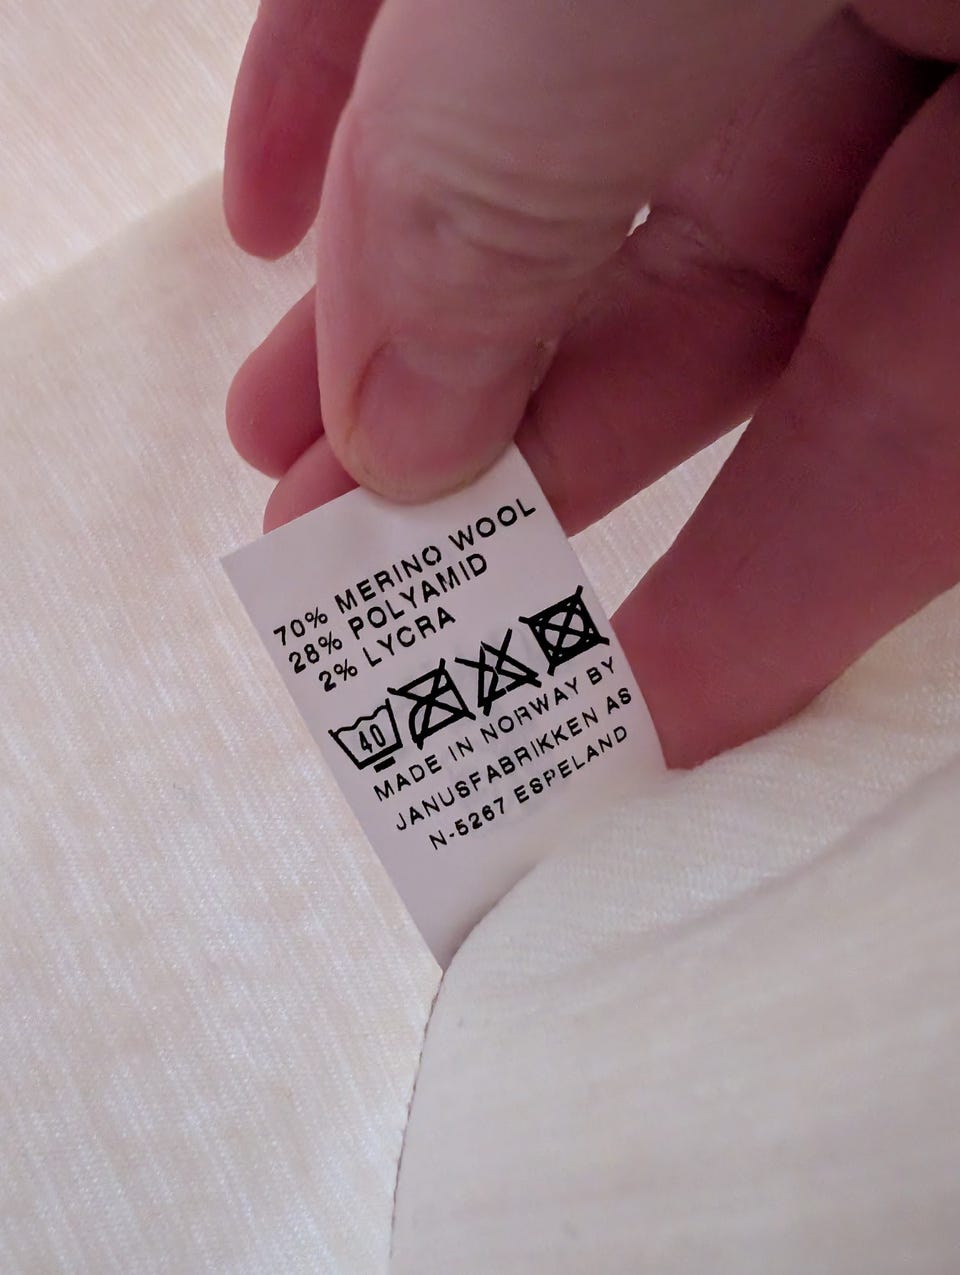 70% MERINO WOOL
28% POLYAMID
2% LYCRA
40
MADE IN NORWAY BY
JANUSFABRIKKEN AS
N-5267 ESPELAND